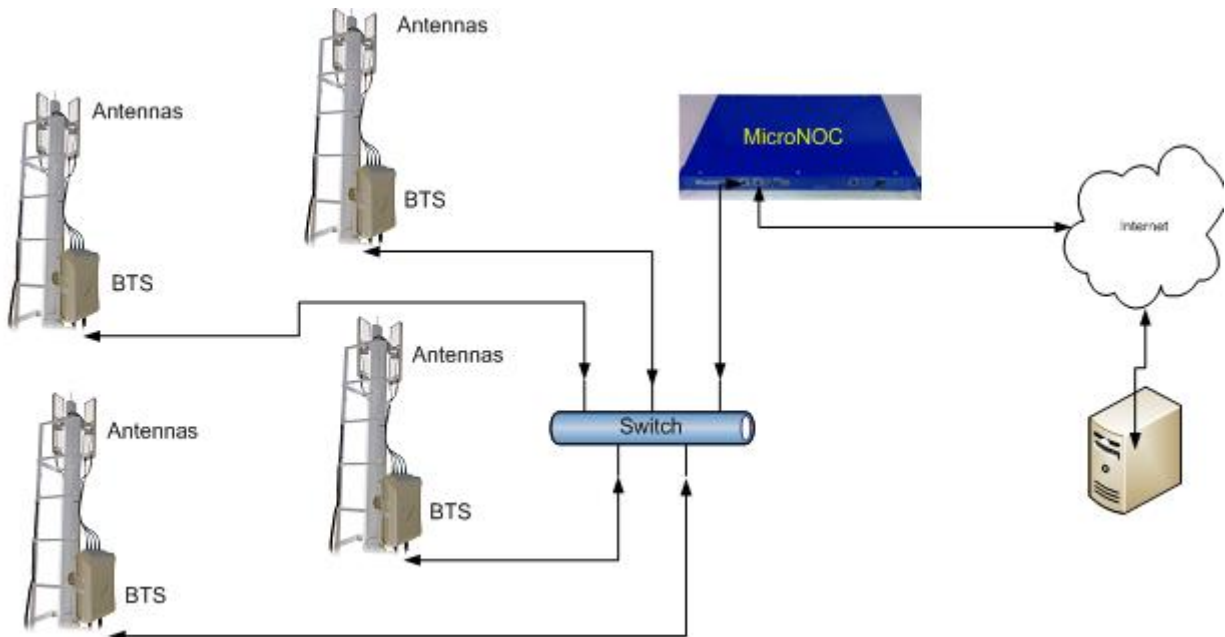 Antennas
Antennas
MicroNOC
BTS
Internet
BTS
Antennas
Antennas
Switch
BTS
BTS